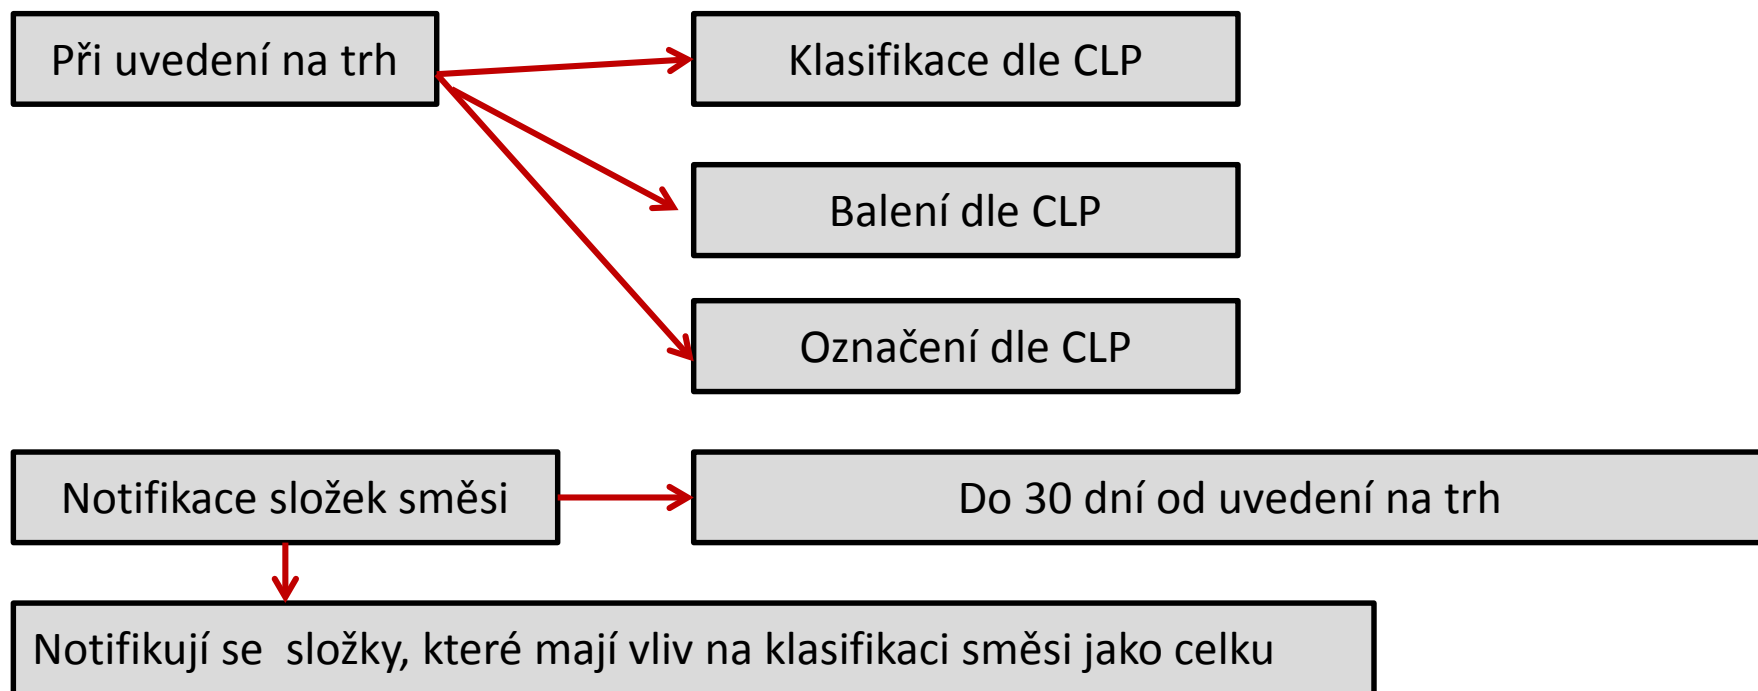 Při uvedení na trh
Klasifikace dle CLP
Balení dle CLP
Označení dle CLP
Notifikace složek směsi
Do 30 dní od uvedení na trh
Notifikují se  složky, které mají vliv na klasifikaci směsi jako celku